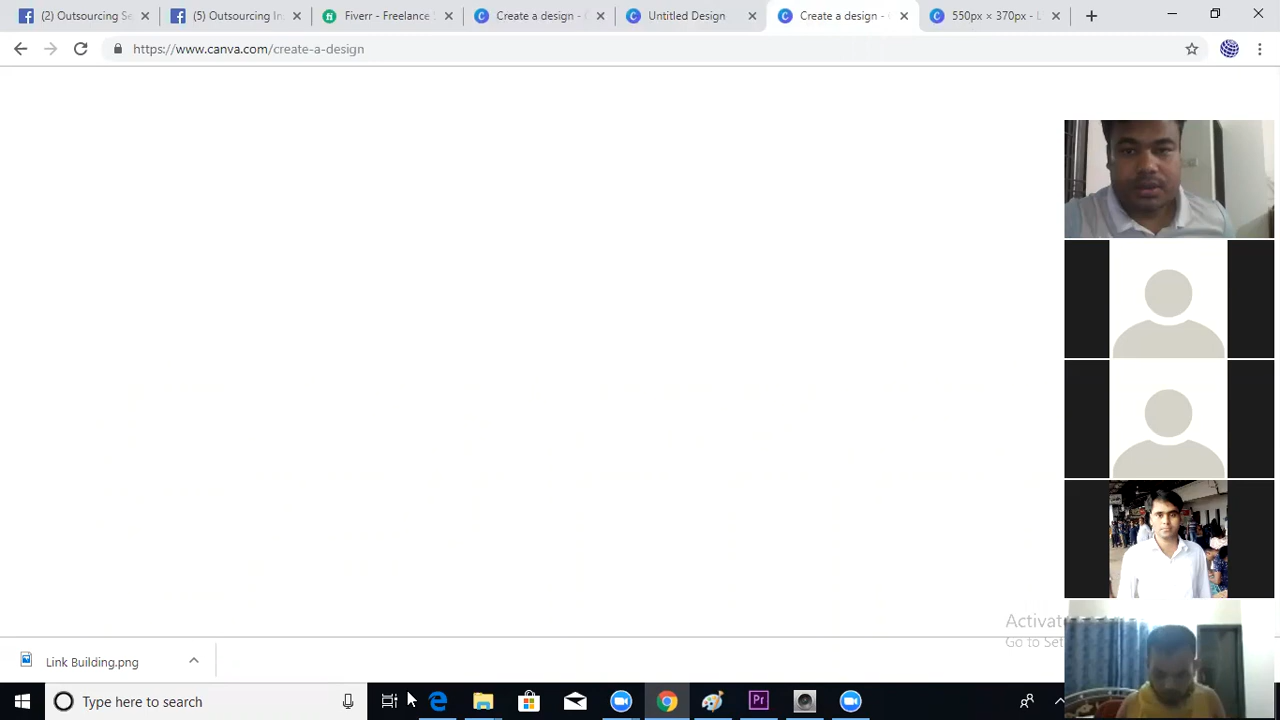 (2) Outsourcing Se
(5) Outsourcing In
Fiverr - Freelance S
Create a design - C
Untitled Design
Create a design - C
550px × 370px - L
https://www.canva.com/create-a-design
Activat
Go to Set
Link Building.png
Type here to search
Pr